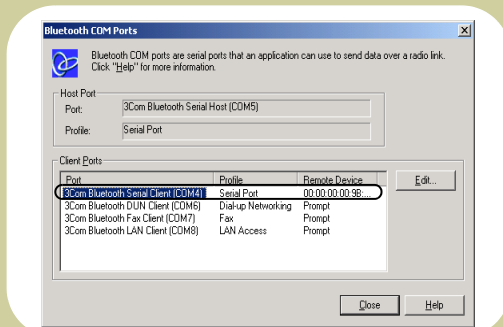 Bluetooth COM Ports
Bluetooth COM ports are serial ports that an application can use to send data over a radio link.
Click "Help" for more information.
Host Port
Port: 3Com Bluetooth Serial Host (COM5)
Profile: Serial Port
Client Ports
Port Profile Remote Device
3Com Bluetooth Serial Client (COM4) Serial Port 00:00:00:00:9B:...
3Com Bluetooth DUN Client (COM6) Dial-up Networking Prompt
3Com Bluetooth Fax Client (COM7) Fax Prompt
3Com Bluetooth LAN Client (COM8) LAN Access Prompt
Edit...
Close Help